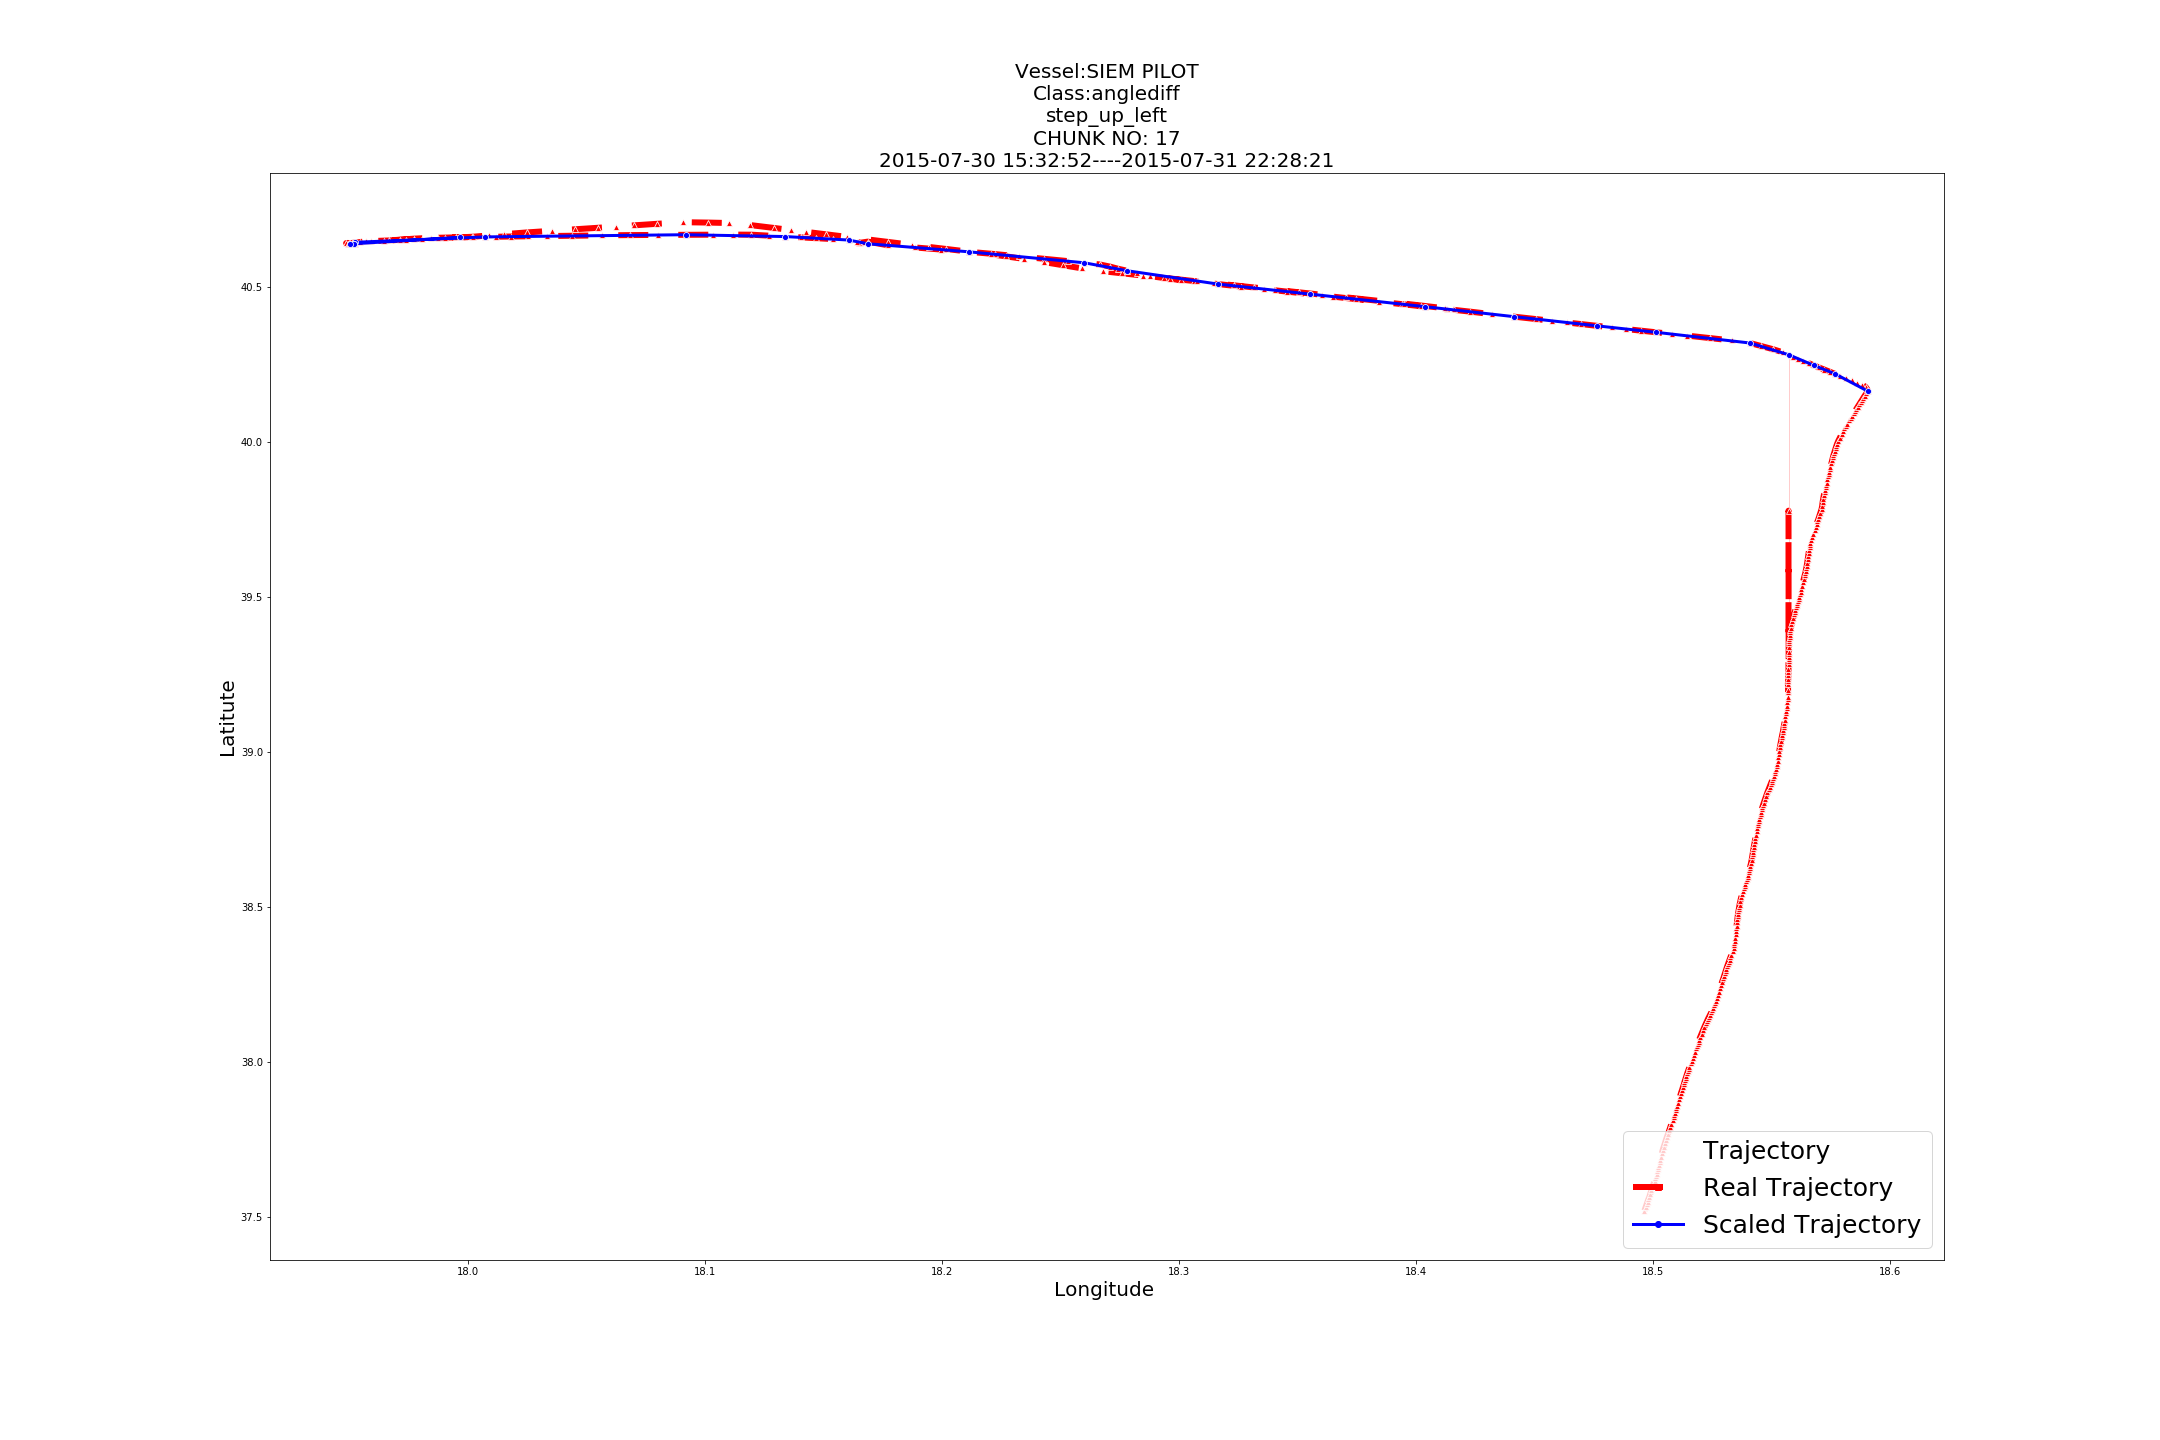 Vessel:SIEM PILOT
Class:anglediff
step_up_left
CHUNK NO: 17
2015-07-30 15:32:52----2015-07-31 22:28:21
40.5
40.0
39.5
39.0
38.5
38.0
37.5
Latitute
Trajectory
Real Trajectory
Scaled Trajectory
18.0 18.1 18.2 18.3 18.4 18.5 18.6
Longitude